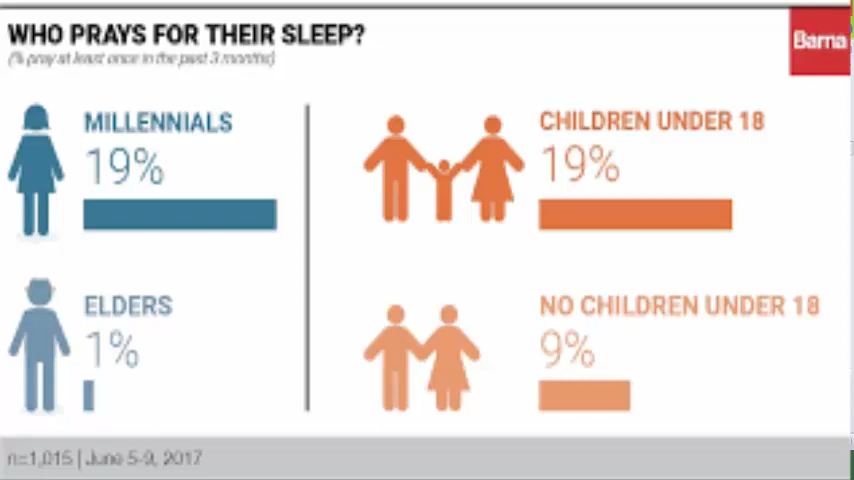 WHO PRAYS FOR THEIR SLEEP?
(% pray at least once in the past 3 months)
Barna
MILLENNIALS
19%
ELDERS
1%
CHILDREN UNDER 18
19%
NO CHILDREN UNDER 18
9%
n=1,015 | June 5-9, 2017